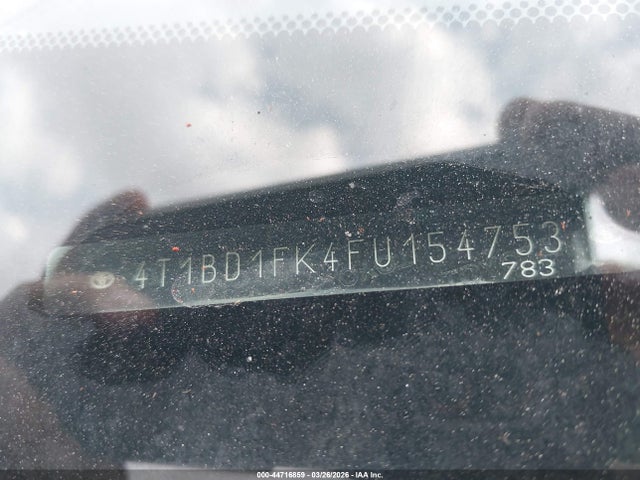 4T1BD1FK4FU154753
783
000-44716859 — 03/26/2026 — IAA Inc.